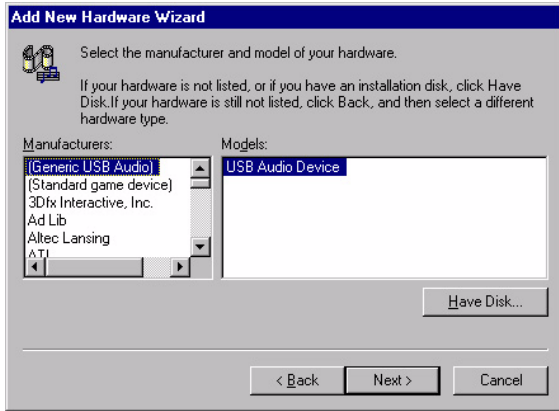 Add New Hardware Wizard
Select the manufacturer and model of your hardware.
If your hardware is not listed, or if you have an installation disk, click Have
Disk.If your hardware is still not listed, click Back, and then select a different
hardware type.
Manufacturers:
(Generic USB Audio)
(Standard game device)
3Dfx Interactive, Inc.
Ad Lib
Altec Lansing
ATI
Models:
USB Audio Device
Have Disk...
< Back
Next >
Cancel